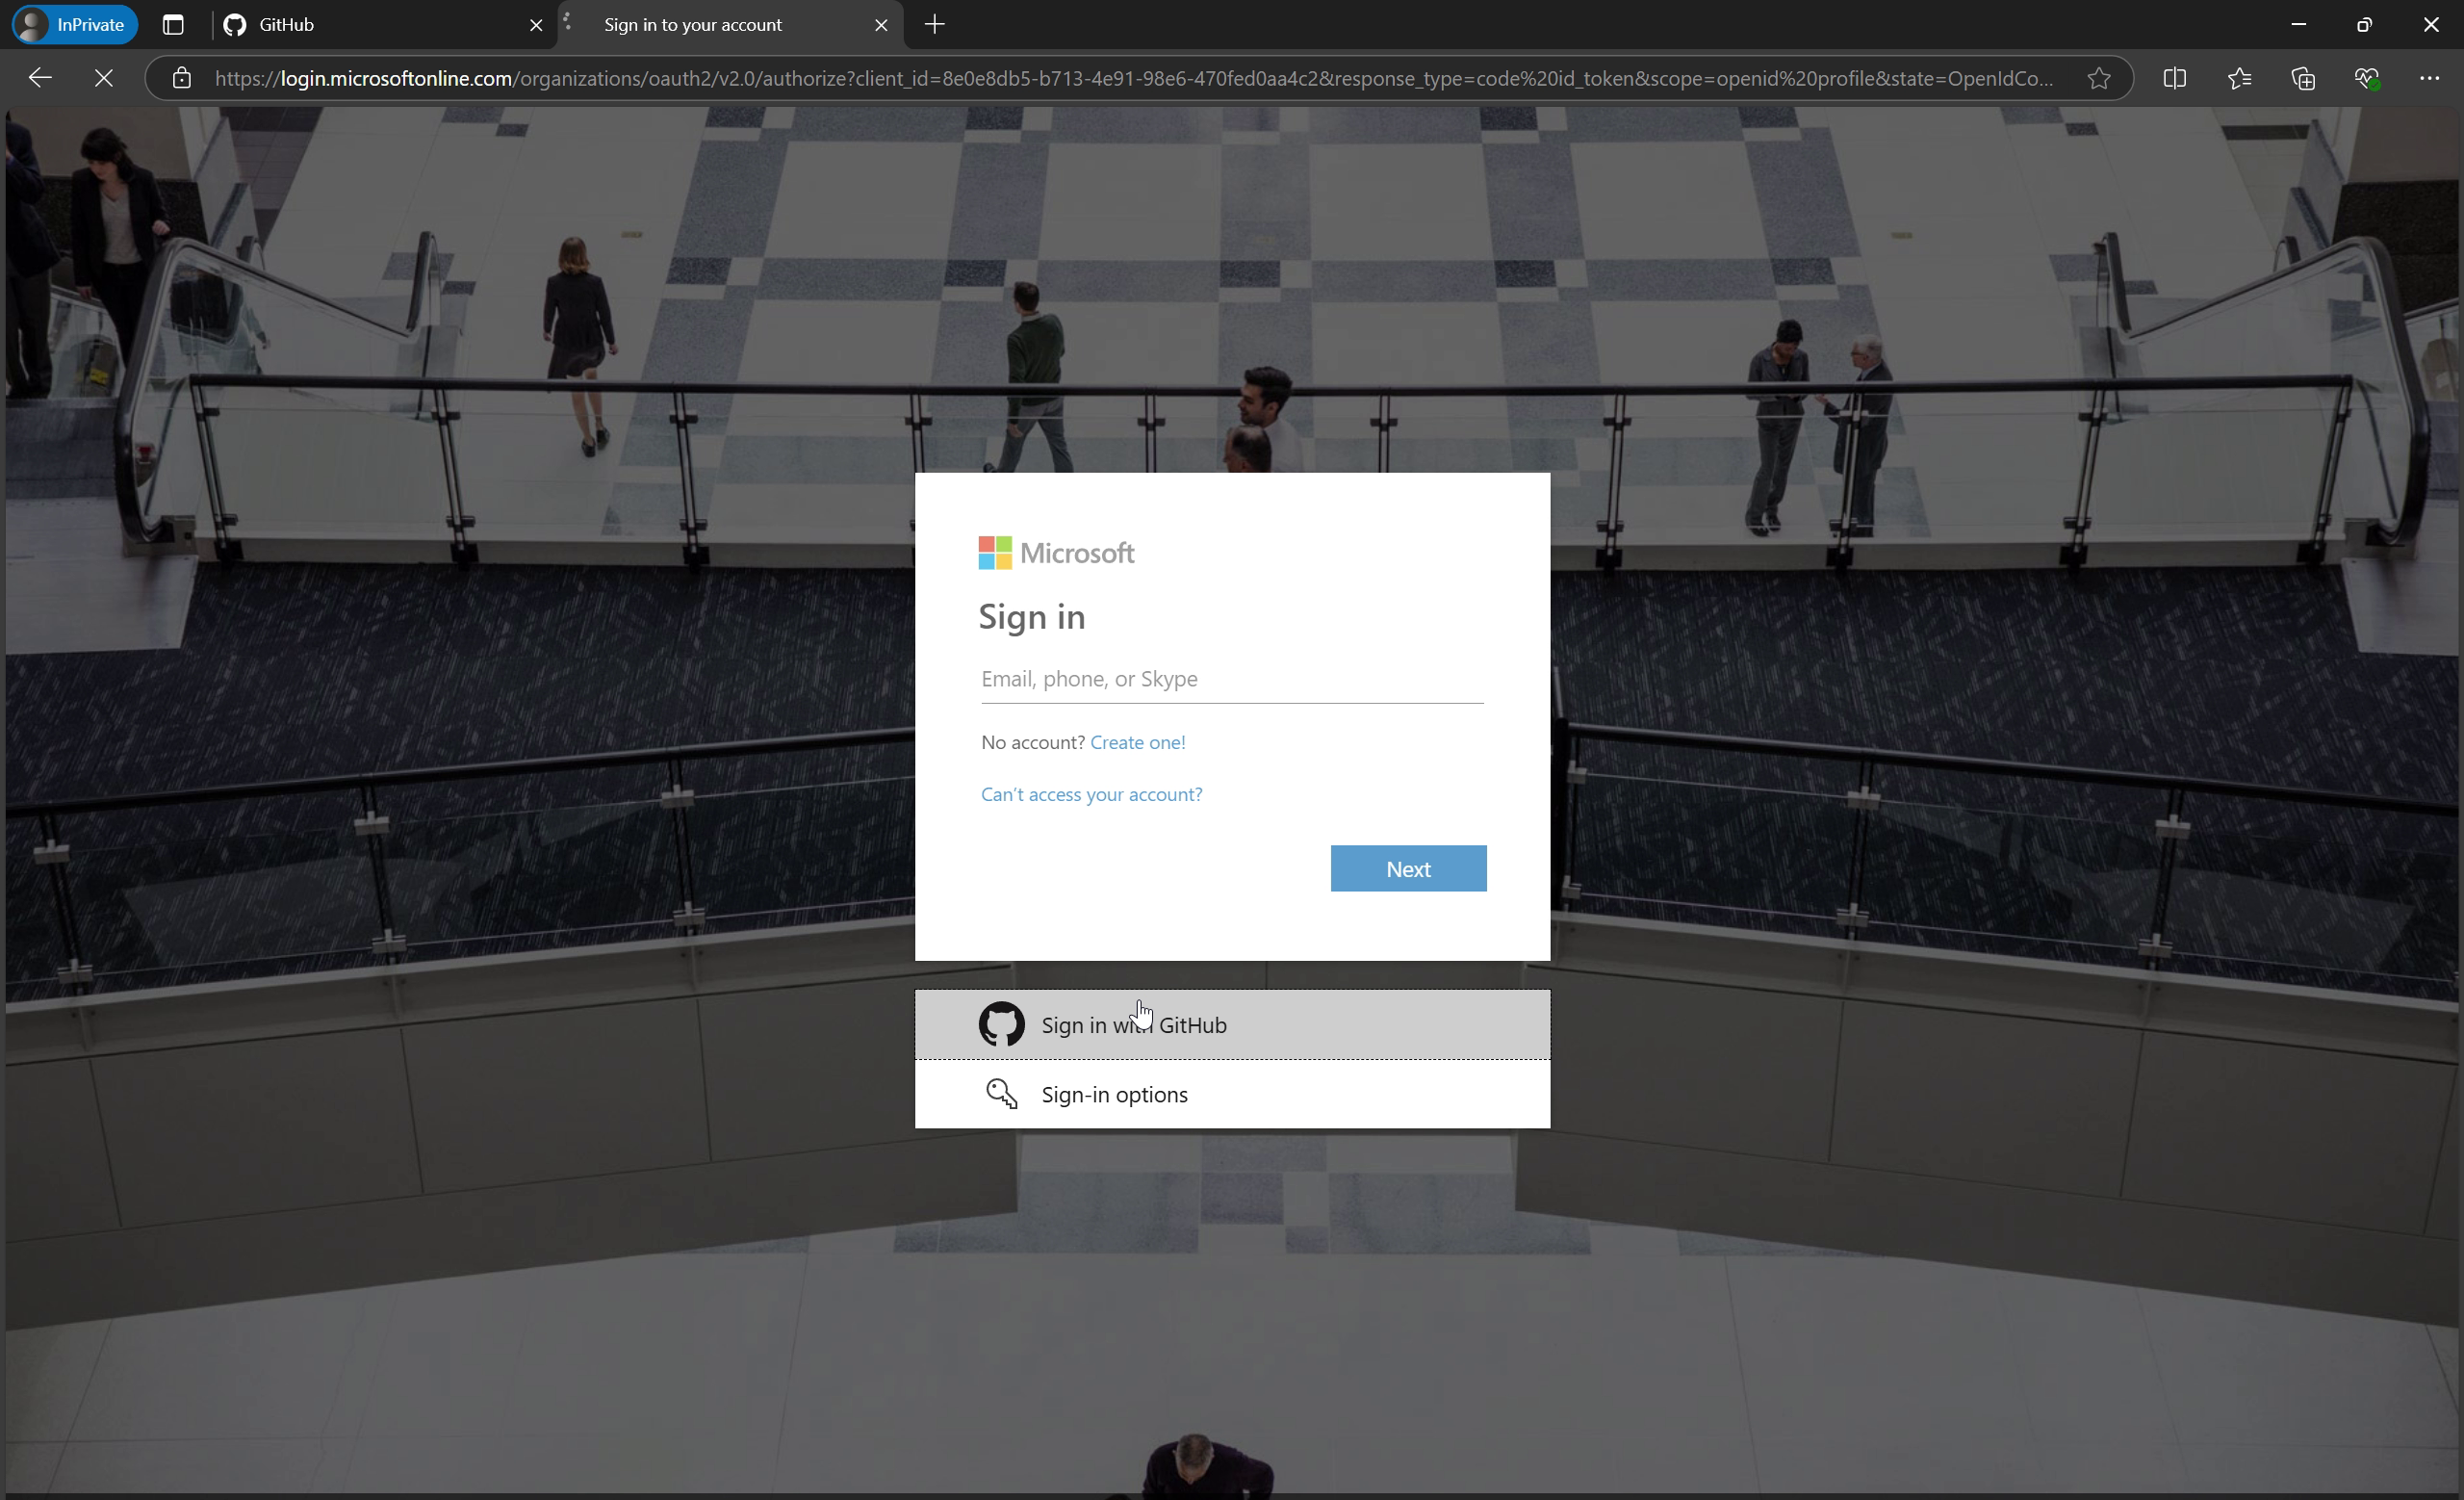 InPrivate
GitHub
Sign in to your account
https://login.microsoftonline.com/organizations/oauth2/v2.0/authorize?client_id=8e0e8db5-b713-4e91-98e6-470fed0aa4c2&response_type=code%20id_token&scope=openid%20profile&state=OpenIdCo...
Microsoft
Sign in
Email, phone, or Skype
No account? Create one!
Can't access your account?
Next
Sign in with GitHub
Sign-in options